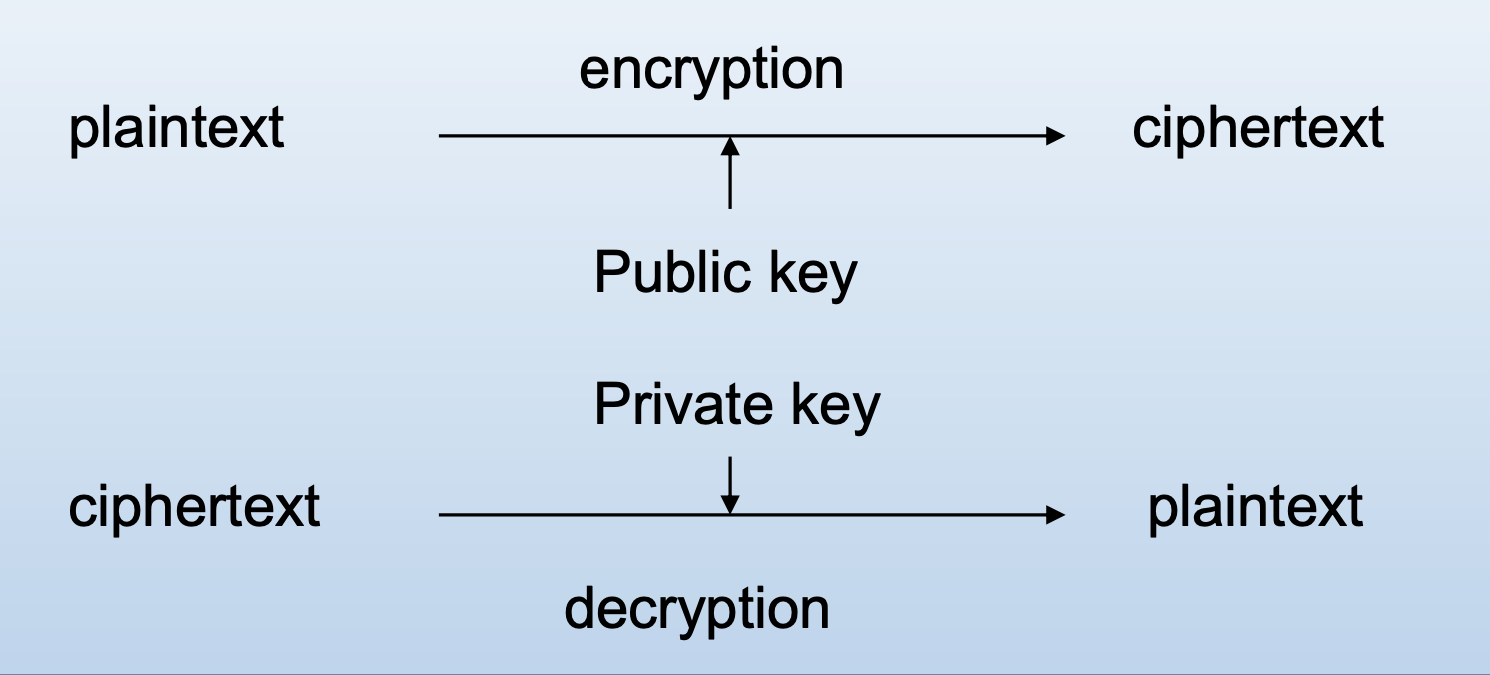 encryption
plaintext
ciphertext
Public key
Private key
ciphertext
plaintext
decryption